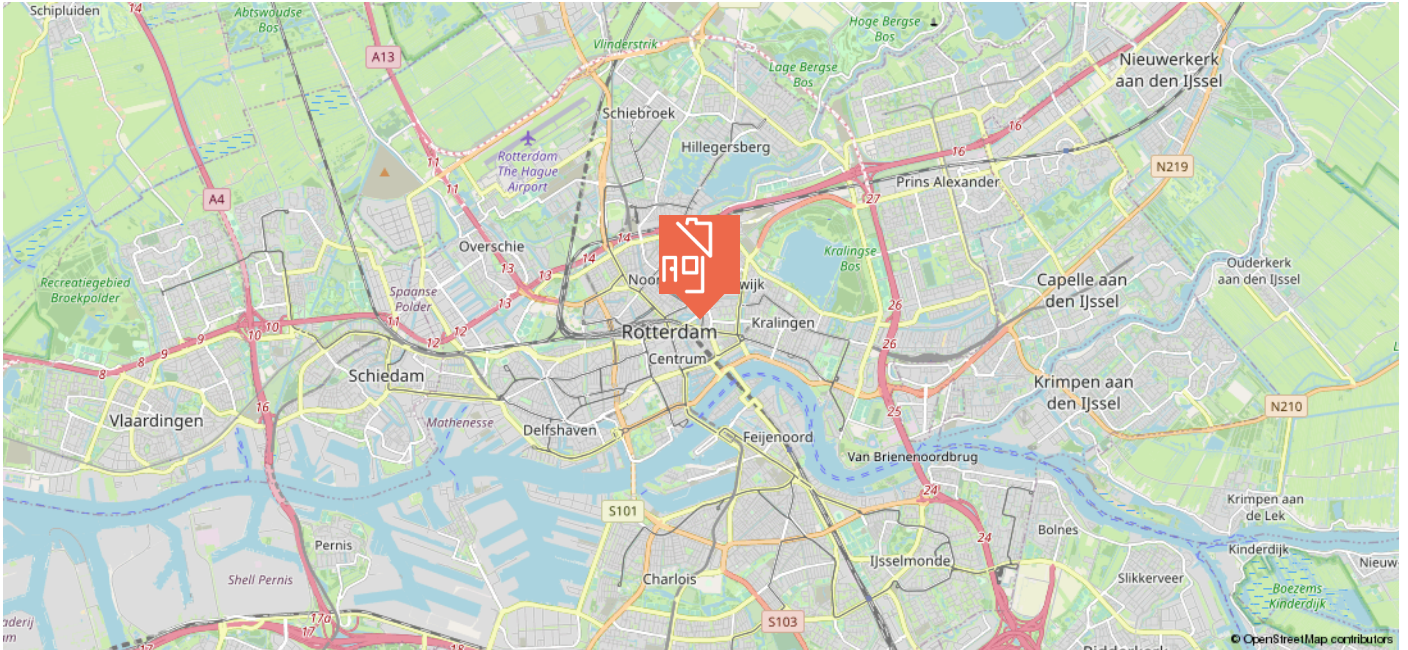 Schipluiden
14
Abtswoudse
Bos
A13
Vlinderstrik
Hoge Bergse
Bos
Lage Bergse
Bos
Nieuwerkerk
aan den IJssel
Schiebroek
16
Hillegersberg
11
Rotterdam
The Hague
Airport
16
N219
11
Prins Alexander
A4
27
Overschie
14
14
13
13
Kralingse
Bos
Ouderkerk
aan den IJssel
Recreatiegebied
Broekpolder
Spaanse
Polder
Noor
wijk
Capelle aan
den IJssel
13
26
10
10
11
12
12
Rotterdam
Kralingen
26
9
9
8
8
Centrum
Schiedam
Krimpen aan
den IJssel
16
25
N210
Vlaardingen
Mathenesse
Delfshaven
Feijenoord
Van Brienenoordbrug
24
S101
Krimpen aan
de Lek
Bolnes
24
Pernis
Kinderdijk
IJsselmonde
Nieuw
Shell Pernis
Charlois
Slikkerveer
Boezems
Kinderdijk
17a
17
S103
18
© OpenStreetMap contributors